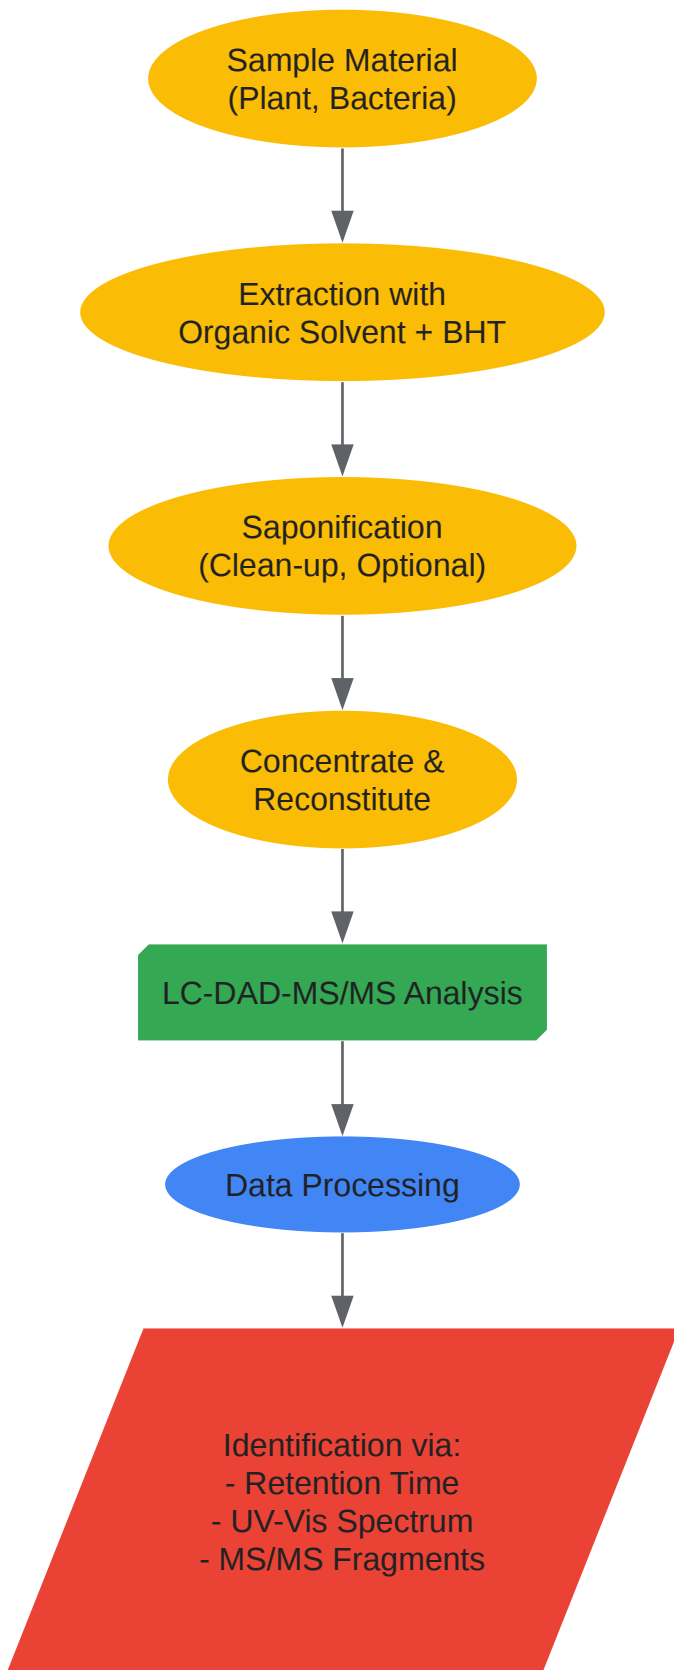 Sample Material
(Plant, Bacteria)
Extraction with
Organic Solvent + BHT
Saponification
(Clean-up, Optional)
Concentrate &
Reconstitute
LC-DAD-MS/MS Analysis
Data Processing
Identification via:
- Retention Time
- UV-Vis Spectrum
- MS/MS Fragments